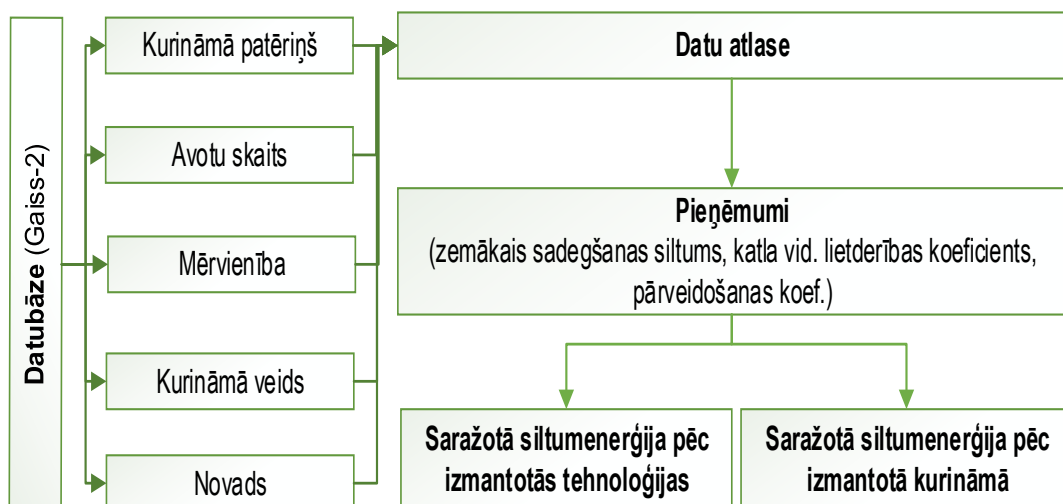 Datubāze (Gaiss-2)
Kurināmā patēriņš
Avotu skaits
Mērvienība
Kurināmā veids
Novads
Datu atlase
Pieņēmumi
(zemākais sadegšanas siltums, katla vid. lietderības koeficients,
pārveidošanas koef.)
Saražotā siltumenerģija pēc
izmantotās tehnoloģijas
Saražotā siltumenerģija pēc
izmantotā kurināmā